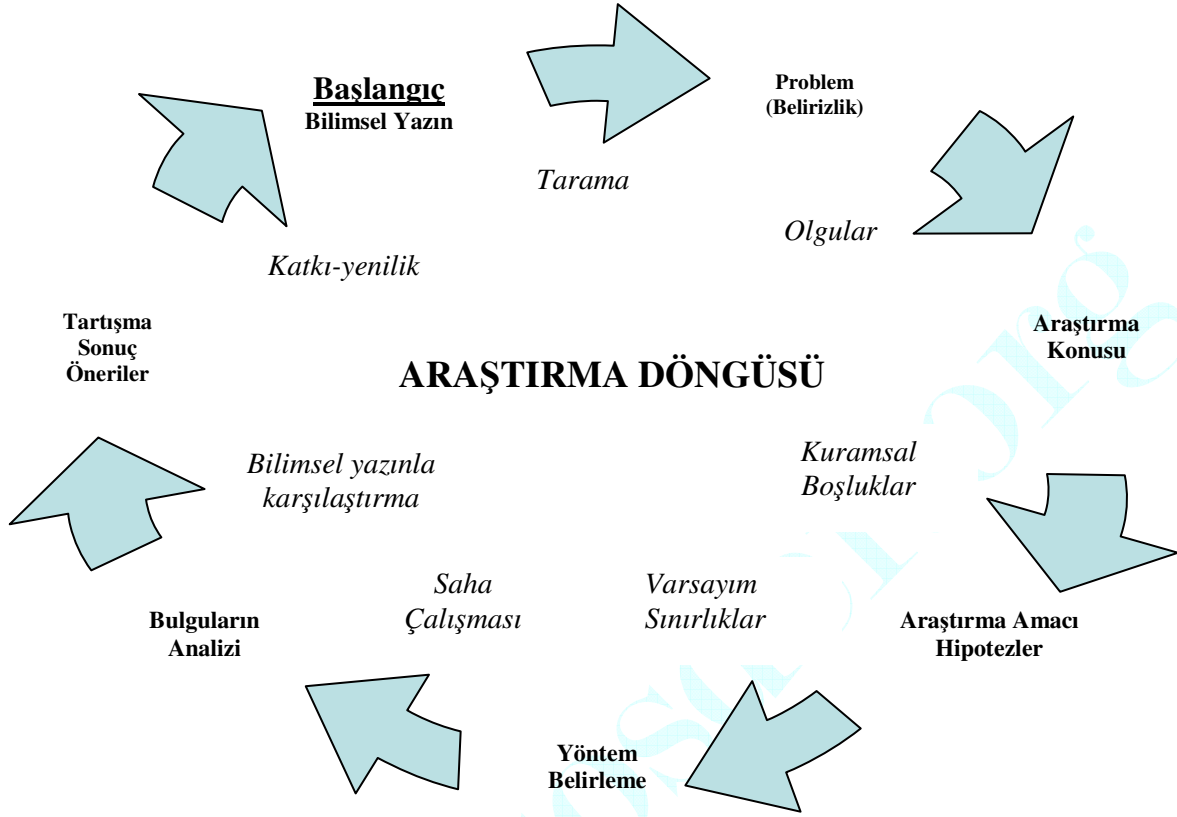 Başlangıç
Bilimsel Yazın
Problem
(Belirizlik)
Tarama
Olgular
Katkı-yenilik
Tartışma
Sonuç
Öneriler
Araştırma
Konusu
ARAŞTIRMA DÖNGÜSÜ
Kuramsal
Boşluklar
Bilimsel yazınla
karşılaştırma
Saha
Çalışması
Varsayım
Sınırlıklar
Bulguların
Analizi
Araştırma Amacı
Hipotezler
Yöntem
Belirleme